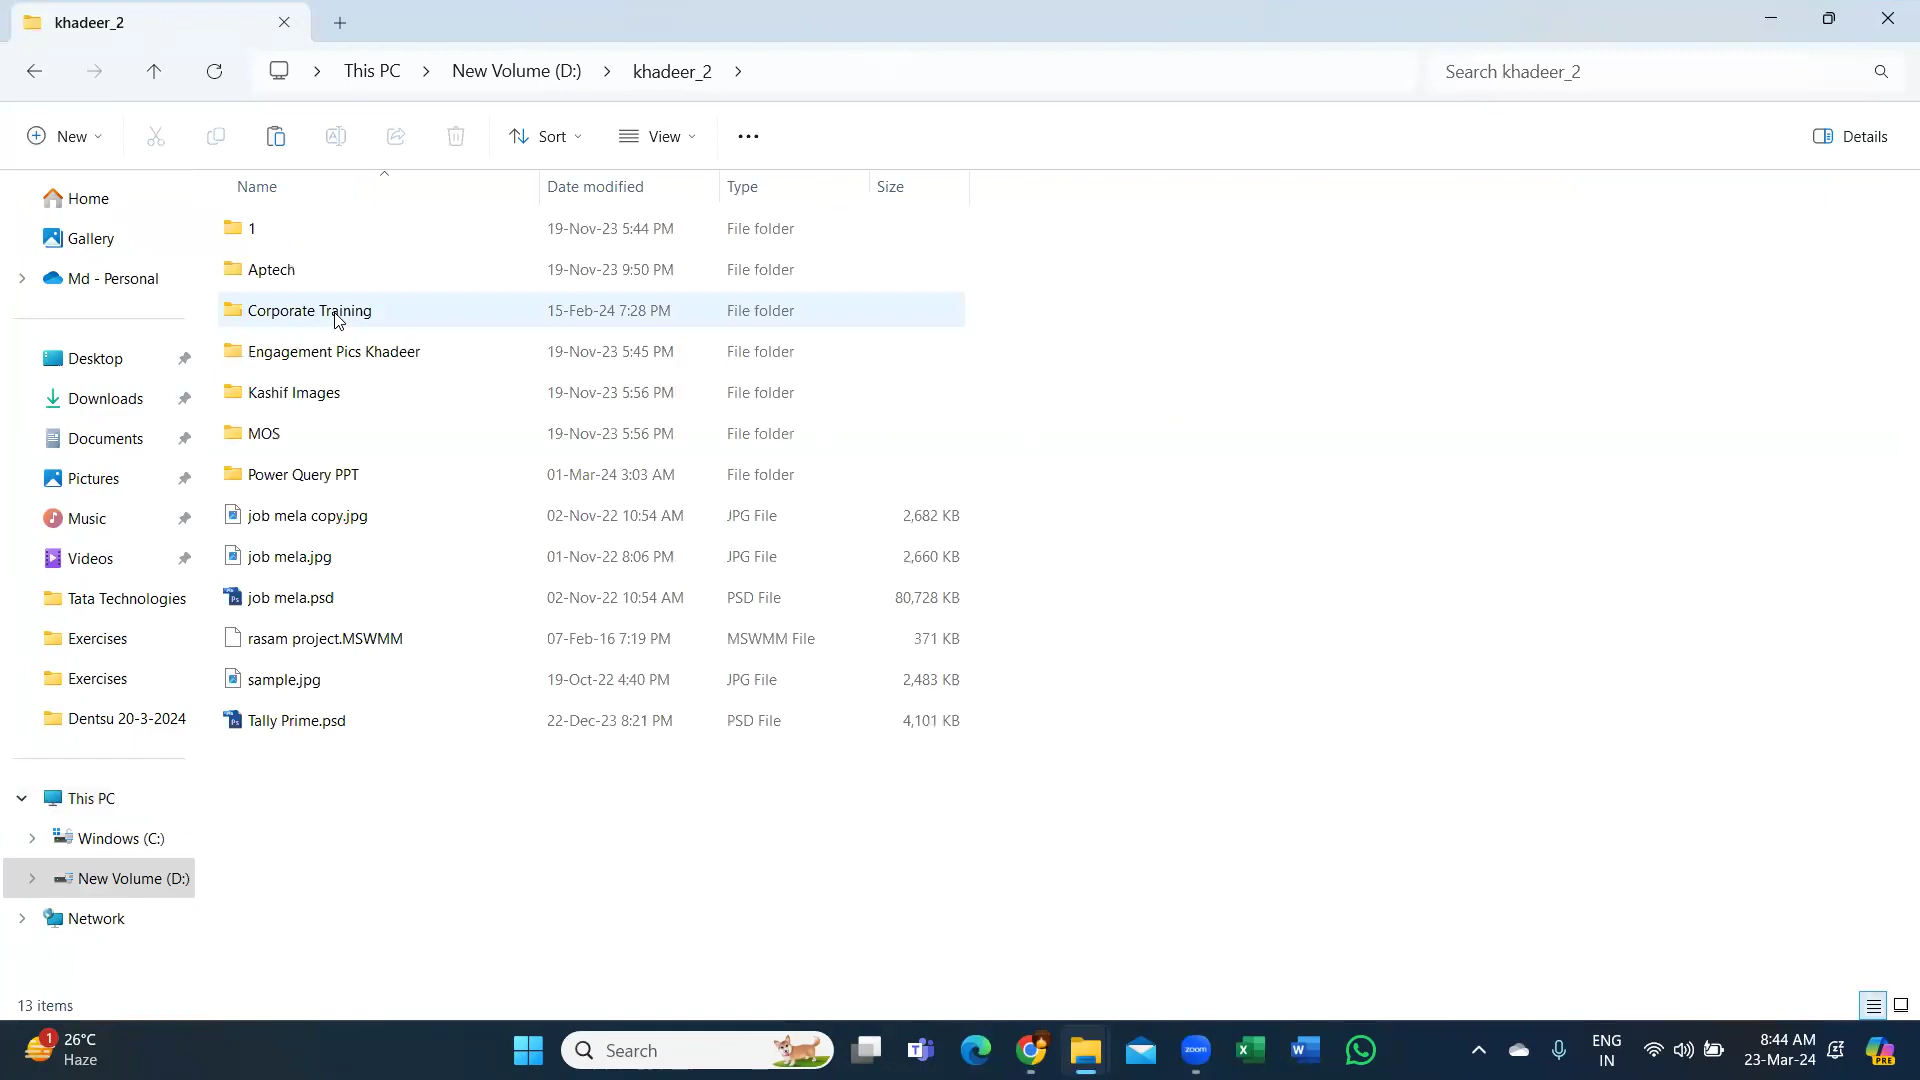 khadeer_2
This PC > New Volume (D:) > khadeer_2 >
Search khadeer_2
New Sort View ••• Details
Name Date modified Type Size
Home
Gallery
Md - Personal
Desktop
Downloads
Documents
Pictures
Music
Videos
Tata Technologies
Exercises
Exercises
Dentsu 20-3-2024
This PC
Windows (C:)
New Volume (D:)
Network
1 19-Nov-23 5:44 PM File folder
Aptech 19-Nov-23 9:50 PM File folder
Corporate Training 15-Feb-24 7:28 PM File folder
Engagement Pics Khadeer 19-Nov-23 5:45 PM File folder
Kashif Images 19-Nov-23 5:56 PM File folder
MOS 19-Nov-23 5:56 PM File folder
Power Query PPT 01-Mar-24 3:03 AM File folder
job mela copy.jpg 02-Nov-22 10:54 AM JPG File 2,682 KB
job mela.jpg 01-Nov-22 8:06 PM JPG File 2,660 KB
job mela.psd 02-Nov-22 10:54 AM PSD File 80,728 KB
rasam project.MSWMM 07-Feb-16 7:19 PM MSWMM File 371 KB
sample.jpg 19-Oct-22 4:40 PM JPG File 2,483 KB
Tally Prime.psd 22-Dec-23 8:21 PM PSD File 4,101 KB
13 items
1 26°C
Haze
Search
zoom
ENG
IN
8:44 AM
23-Mar-24
PRE